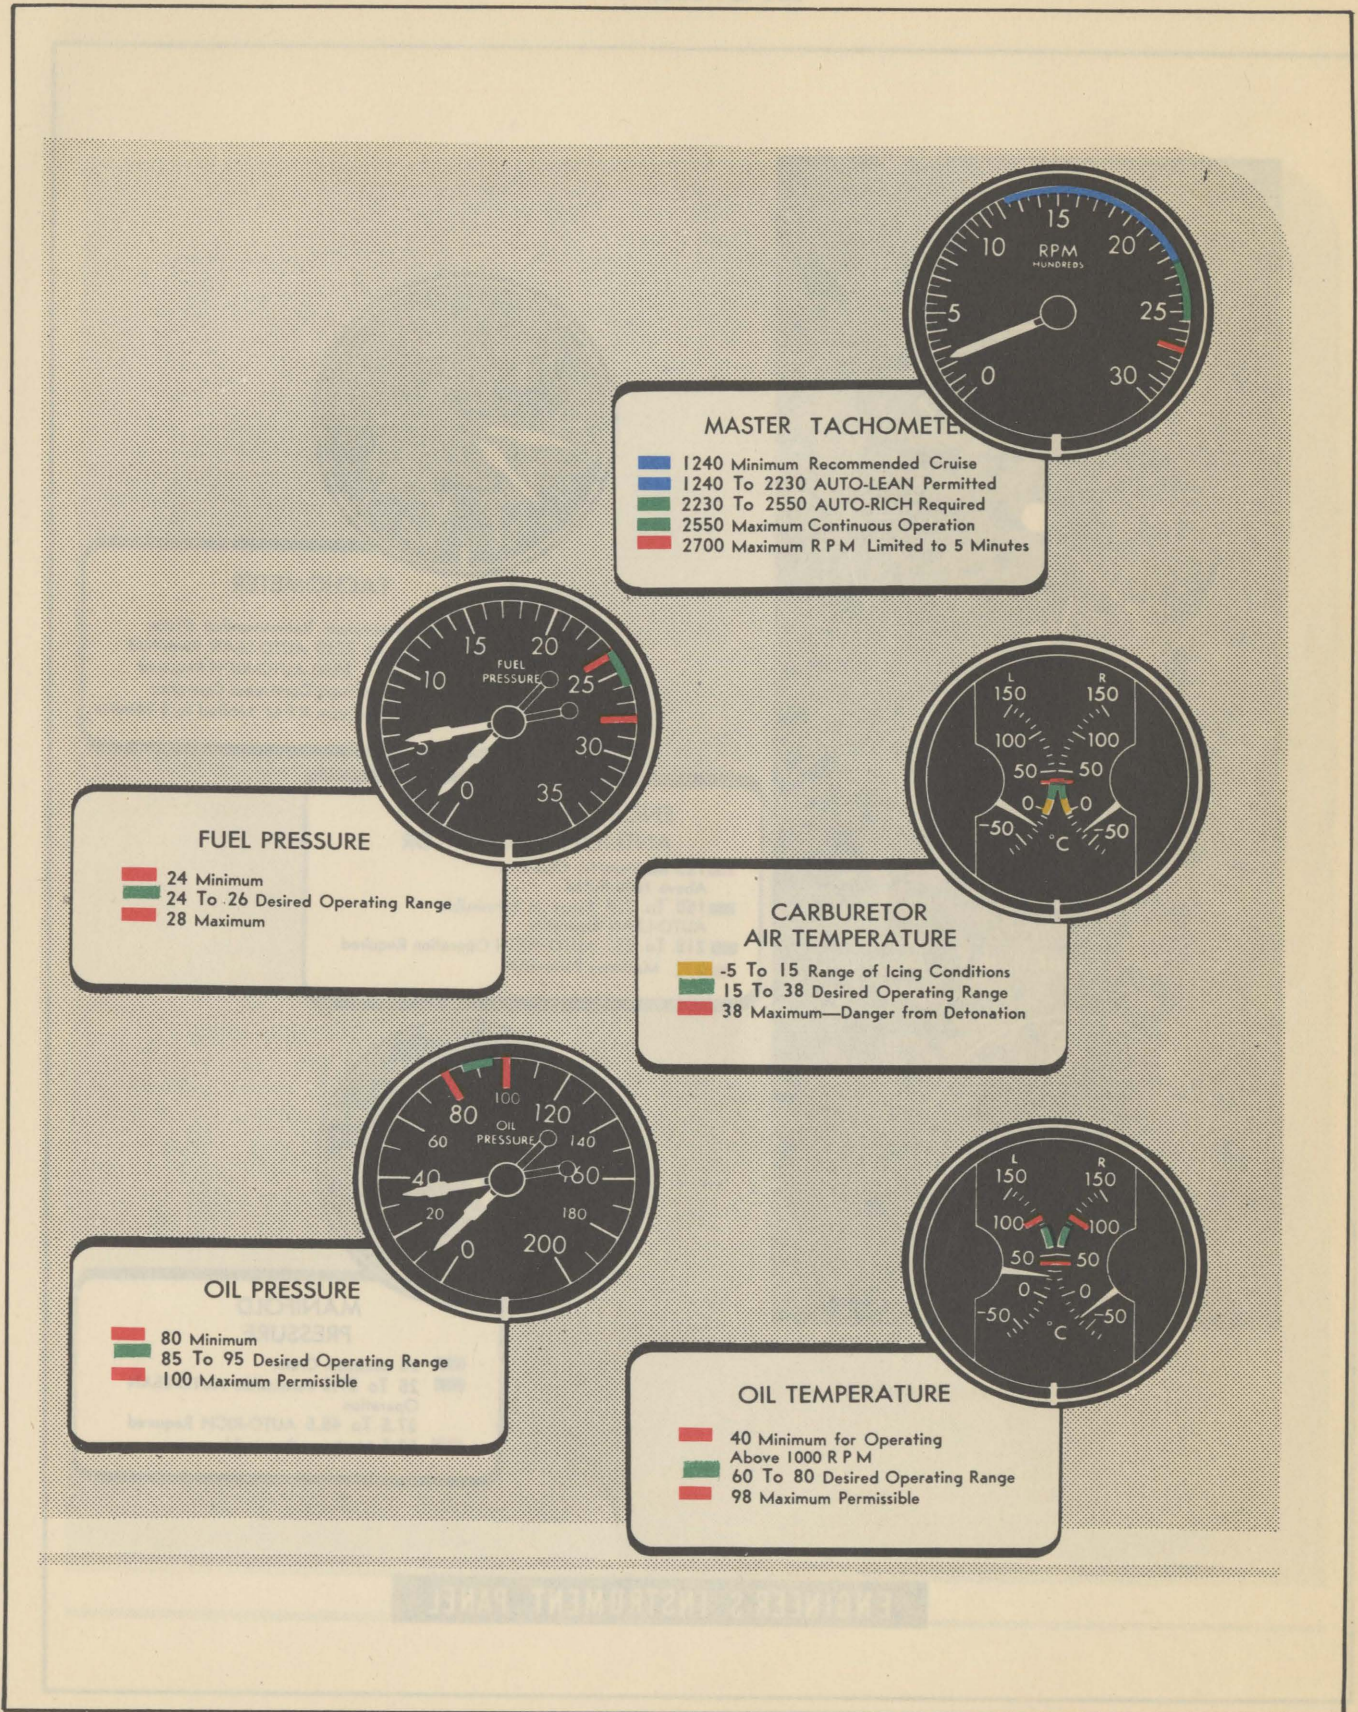 15
10
20
RPM
HUNDREDS
5
25
0
30
MASTER TACHOMETE
1240 Minimum Recommended Cruise
1240 To 2230 AUTO-LEAN Permitted
2230 To 2550 AUTO-RICH Required
2550 Maximum Continuous Operation
2700 Maximum R P M Limited to 5 Minutes
15
20
FUEL
PRESSURE
10
25
5
30
0
35
FUEL PRESSURE
24 Minimum
24 To 26 Desired Operating Range
28 Maximum
L R
150 150
100 100
50 50
0 0
-50 -50
°C
CARBURETOR
AIR TEMPERATURE
-5 To 15 Range of Icing Conditions
15 To 38 Desired Operating Range
38 Maximum—Danger from Detonation
100
80 120
OIL
PRESSURE
60 140
40 160
20 180
0 200
OIL PRESSURE
80 Minimum
85 To 95 Desired Operating Range
100 Maximum Permissible
L R
150 150
100 100
50 50
0 0
-50 -50
°C
OIL TEMPERATURE
40 Minimum for Operating
Above 1000 R P M
60 To 80 Desired Operating Range
98 Maximum Permissible
ENGINEER'S INSTRUMENT PANEL